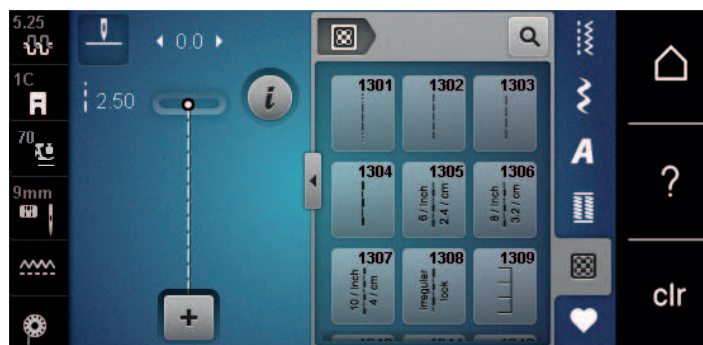 5.25
1C
70
9mm
0.0
2.50
i
+
1301
1302
1303
1304
1305
6 / Inch
2.4 / cm
1306
8 / Inch
3.2 / cm
1307
10 / Inch
4 / cm
1308
Irregular
look
1309
A
?
clr